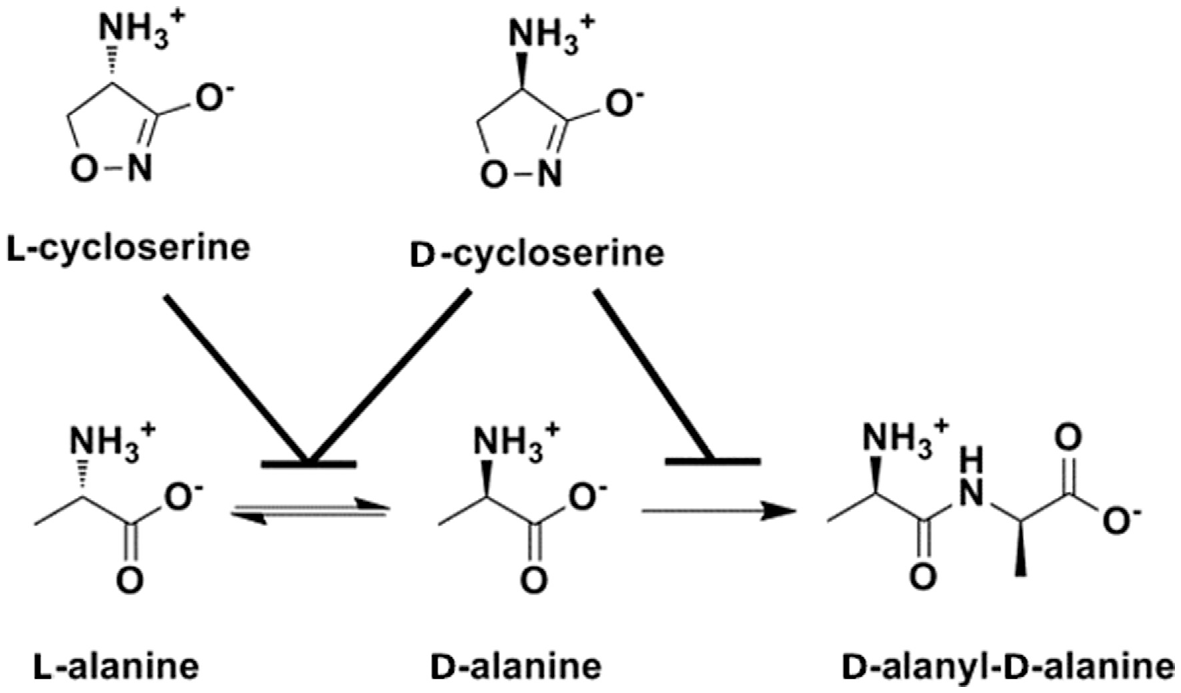 NH3+ NH3+
O- O-
O-N O-N
L-cycloserine D-cycloserine
NH3+ NH3+ NH3+ H O
O- O- N
O-
O O O
L-alanine D-alanine D-alanyl-D-alanine